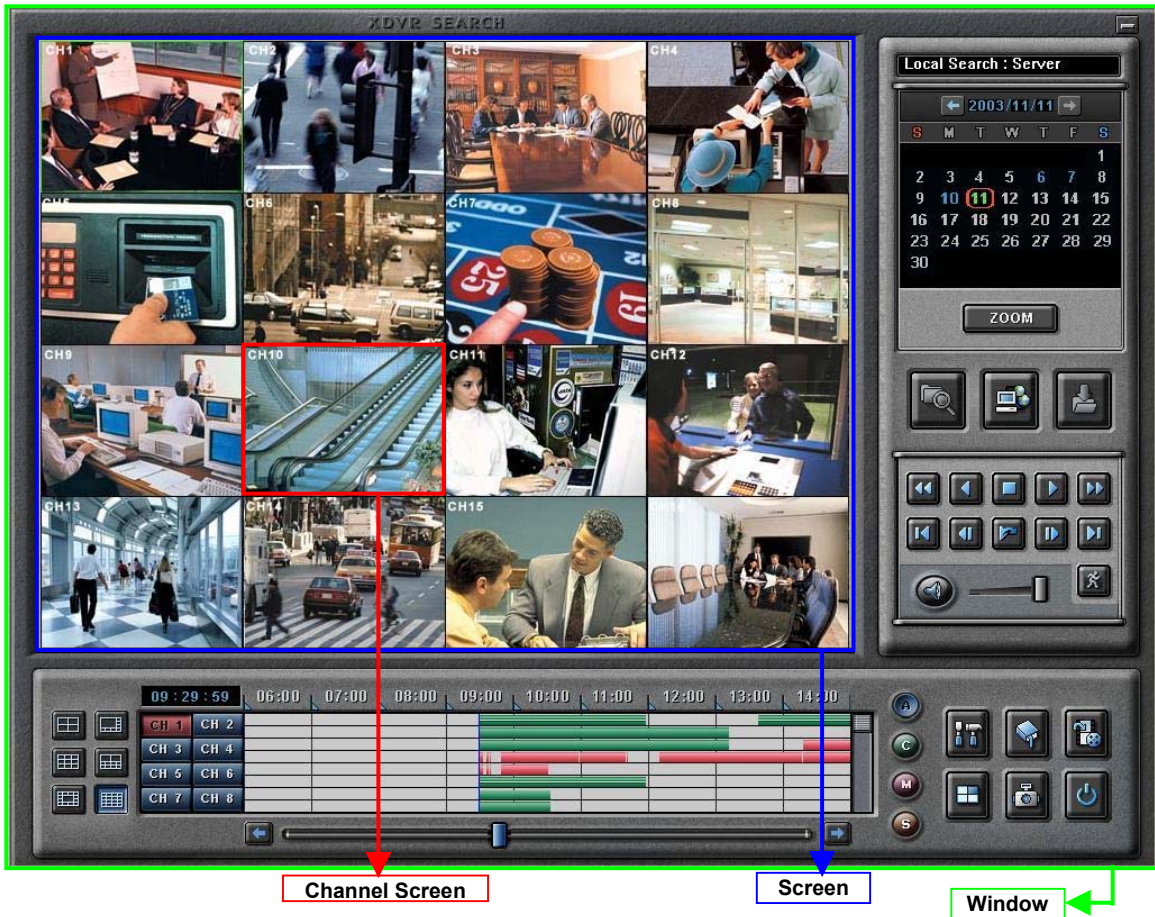 XDVR SEARCH
CH1 CH2 CH3 CH4
Local Search : Server
2003/11/11
S M T W T F S
1
2 3 4 5 6 7 8
9 10 11 12 13 14 15
16 17 18 19 20 21 22
23 24 25 26 27 28 29
30
ZOOM
CH5 CH6 CH7 CH8
25 19
CH9 CH10 CH11 CH12
CH13 CH14 CH15
09:29:59 06:00 07:00 08:00 09:00 10:00 11:00 12:00 13:00 14:00
CH 1 CH 2
CH 3 CH 4
CH 5 CH 6
CH 7 CH 8
A
C
M
S
Channel Screen
Screen
Window